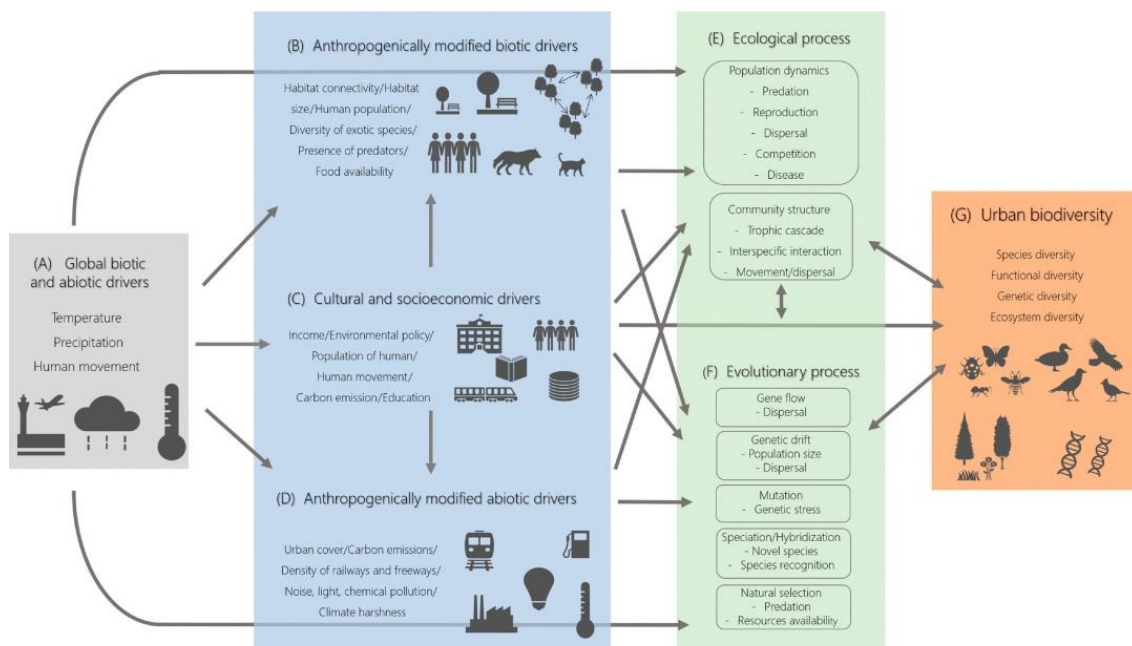 (A) Global biotic
and abiotic drivers
Temperature
Precipitation
Human movement
(B) Anthropogenically modified biotic drivers
Habitat connectivity/Habitat
size/Human population/
Diversity of exotic species/
Presence of predators/
Food availability
(C) Cultural and socioeconomic drivers
Income/Environmental policy/
Population of human/
Human movement/
Carbon emission/Education
(D) Anthropogenically modified abiotic drivers
Urban cover/Carbon emissions/
Density of railways and freeways/
Noise, light, chemical pollution/
Climate harshness
(E) Ecological process
Population dynamics
- Predation
- Reproduction
- Dispersal
- Competition
- Disease
Community structure
- Trophic cascade
- Interspecific interaction
- Movement/dispersal
(F) Evolutionary process
Gene flow
- Dispersal
Genetic drift
- Population size
- Dispersal
Mutation
- Genetic stress
Speciation/Hybridization
- Novel species
- Species recognition
Natural selection
- Predation
- Resources availability
(G) Urban biodiversity
Species diversity
Functional diversity
Genetic diversity
Ecosystem diversity